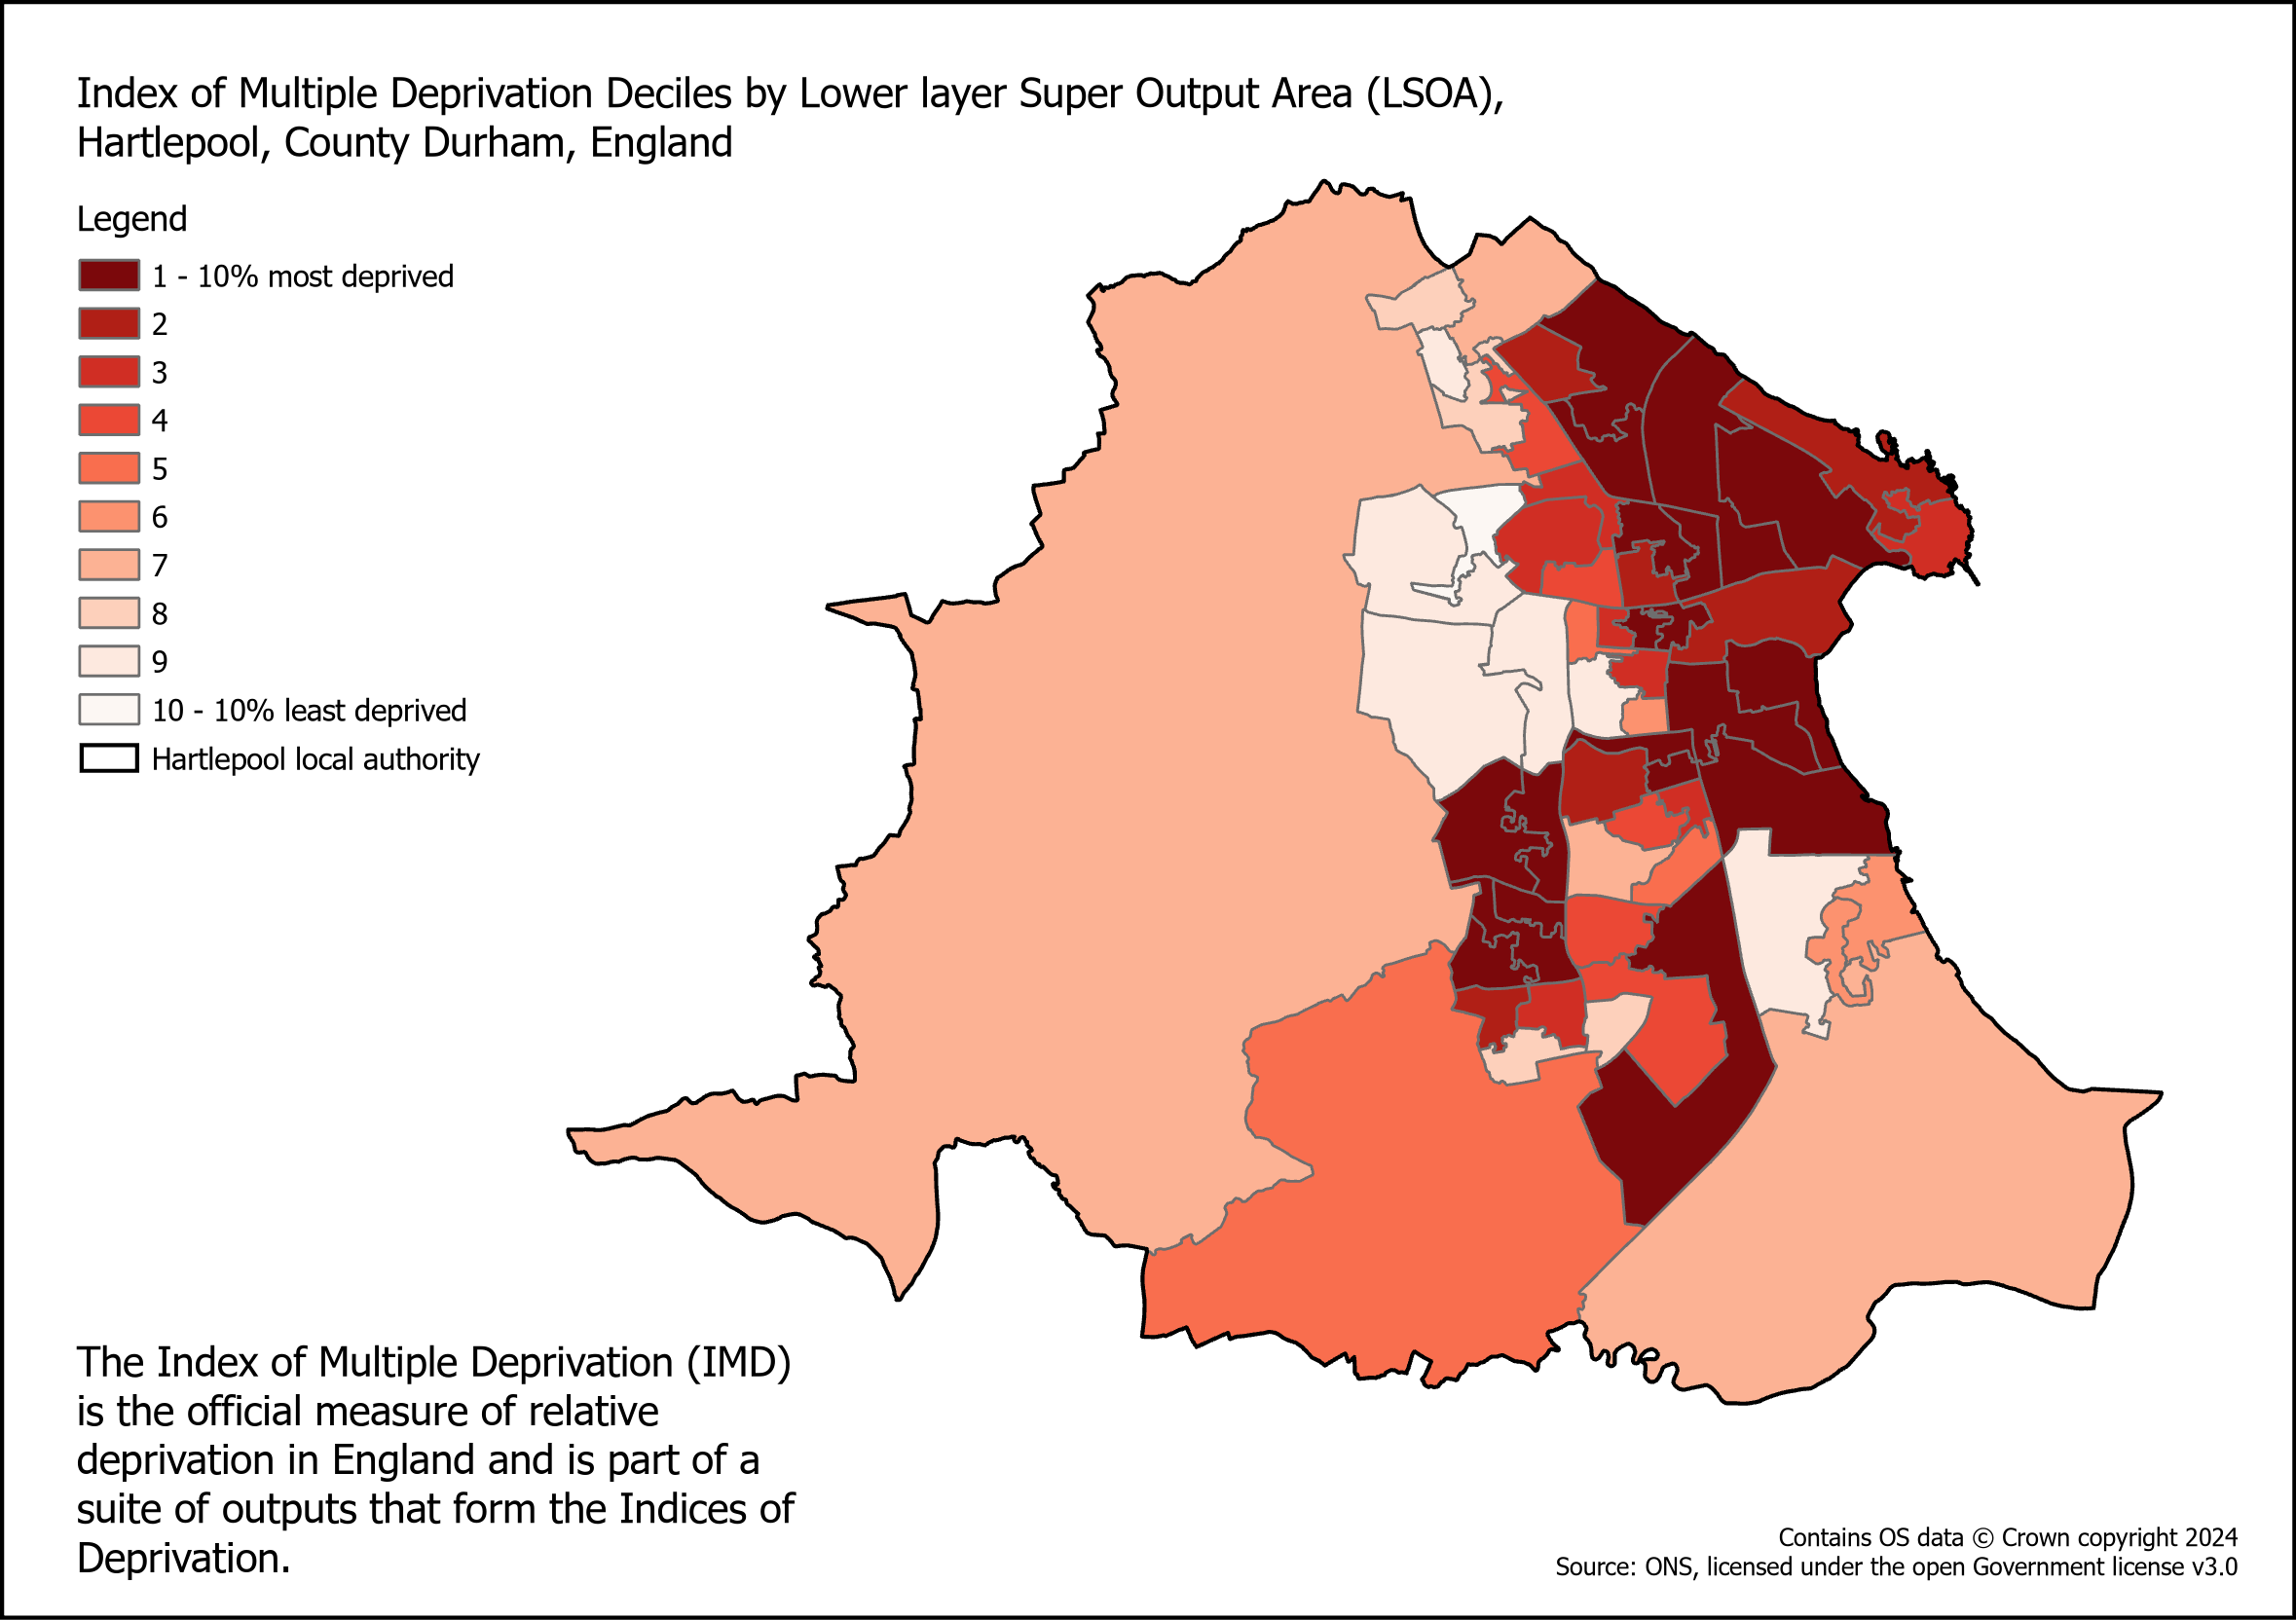 Index of Multiple Deprivation Deciles by Lower layer Super Output Area (LSOA),
Hartlepool, County Durham, England
Legend
1 - 10% most deprived
2
3
4
5
6
7
8
9
10 - 10% least deprived
Hartlepool local authority
The Index of Multiple Deprivation (IMD)
is the official measure of relative
deprivation in England and is part of a
suite of outputs that form the Indices of
Deprivation.
Contains OS data © Crown copyright 2024
Source: ONS, licensed under the open Government license v3.0